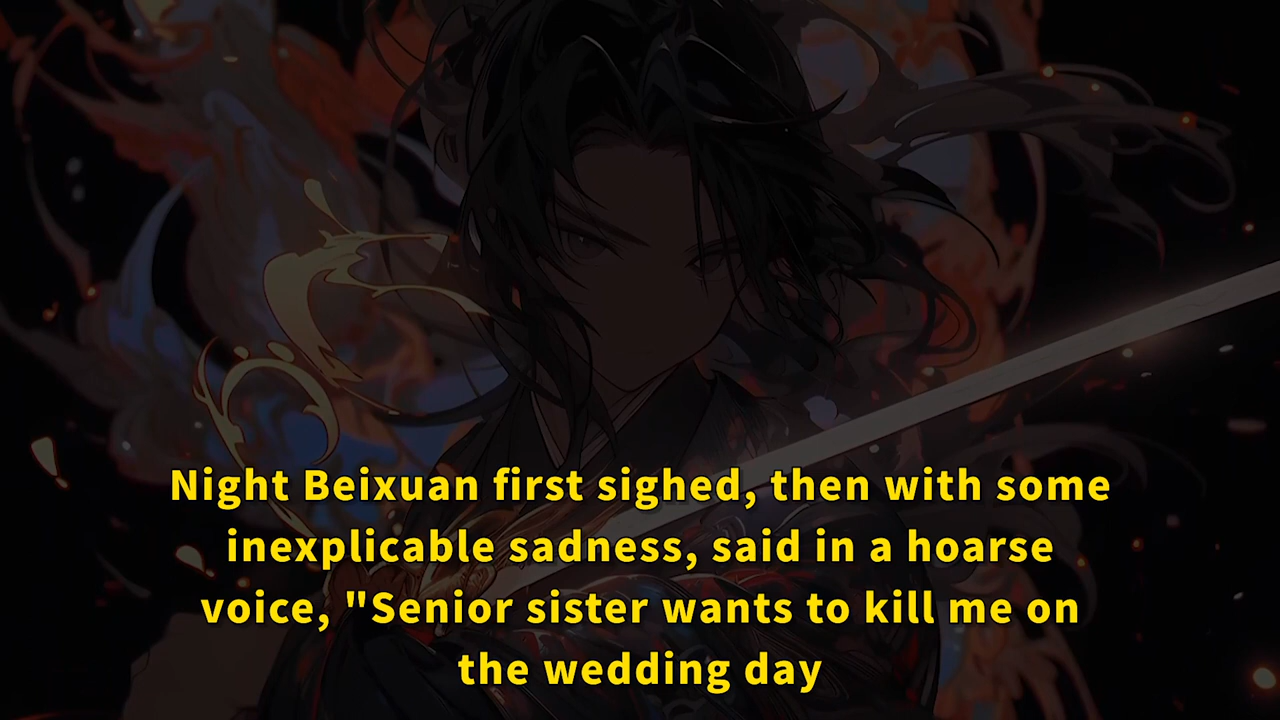 Night Beixuan first sighed, then with some
inexplicable sadness, said in a hoarse
voice, "Senior sister wants to kill me on
the wedding day